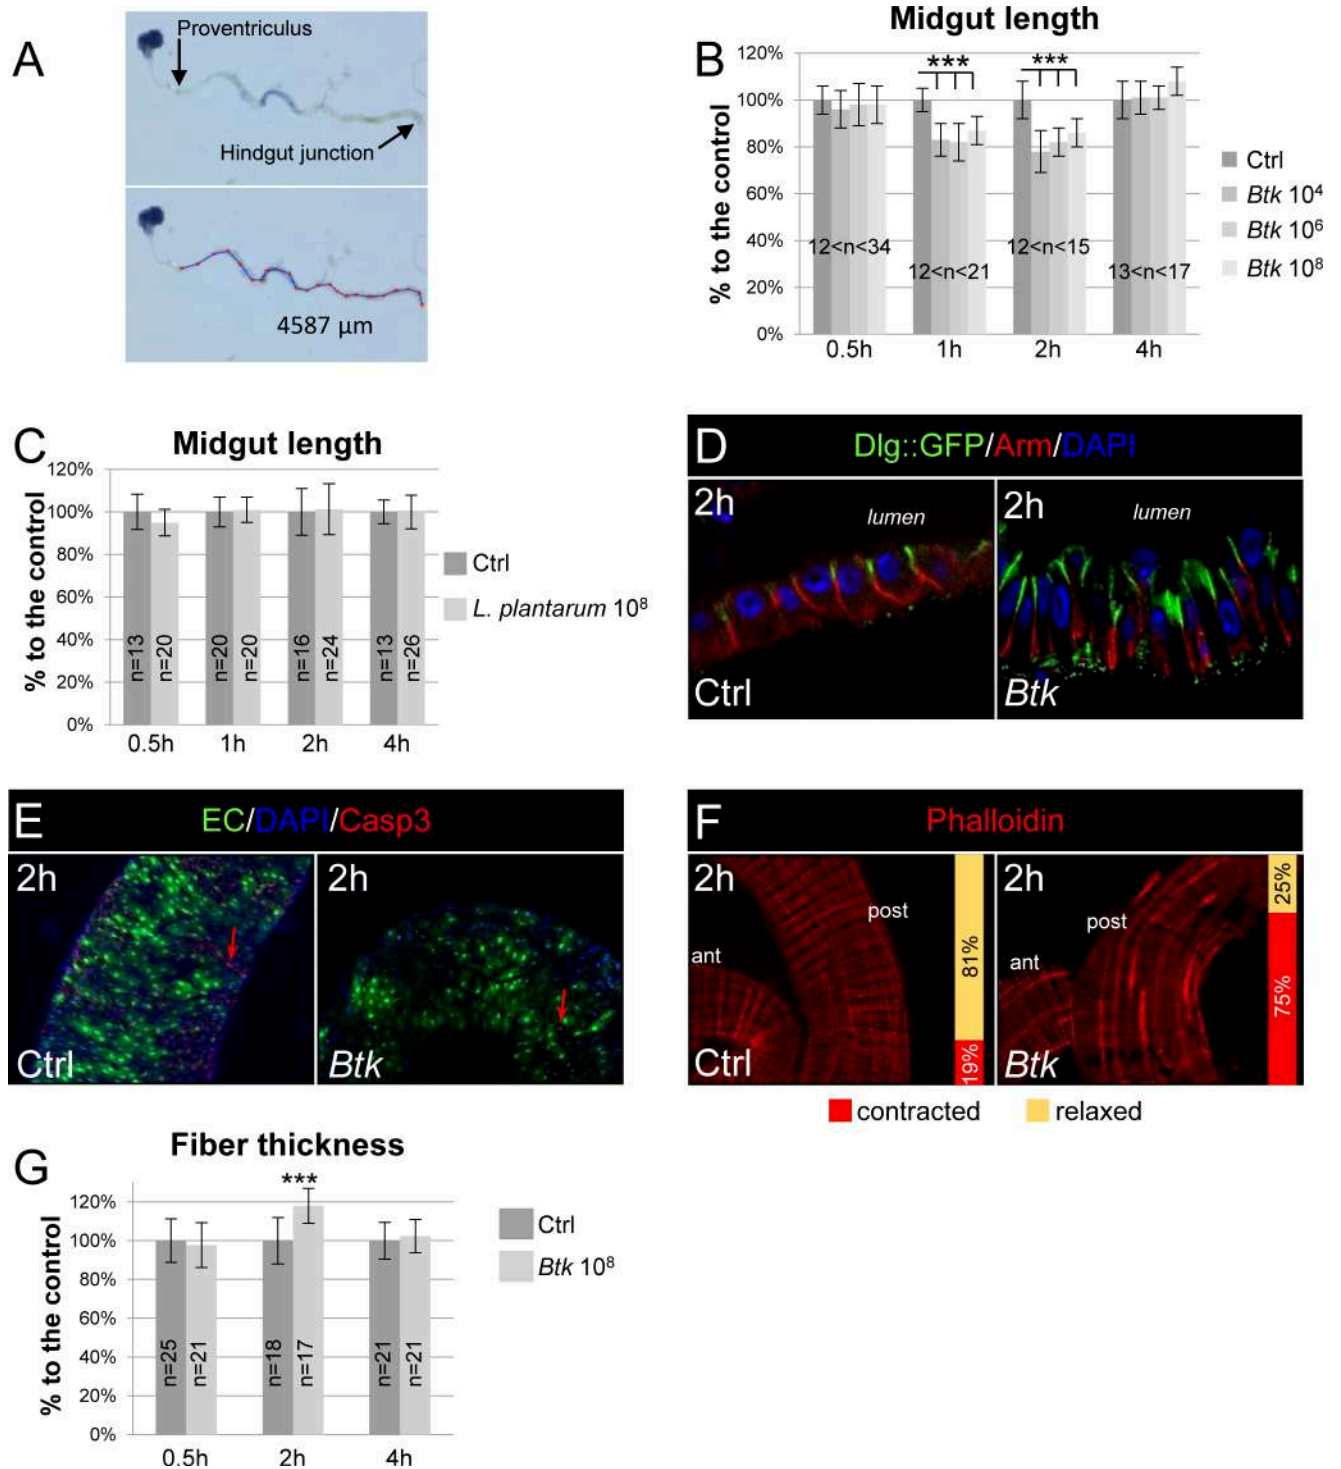 A
Proventriculus
Hindgut junction
4587 µm
B
Midgut length
% to the control
120%
100%
80%
60%
40%
20%
0%
***
***
12<n<34
12<n<21
12<n<15
13<n<17
0.5h
1h
2h
4h
Ctrl
Btk 10⁴
Btk 10⁶
Btk 10⁸
C
Midgut length
% to the control
120%
100%
80%
60%
40%
20%
0%
n=13
n=20
n=20
n=20
n=16
n=24
n=13
n=26
0.5h
1h
2h
4h
Ctrl
L. plantarum 10⁸
D
Dlg::GFP/Arm/DAPI
2h
lumen
Ctrl
2h
lumen
Btk
E
EC/DAPI/Casp3
2h
Ctrl
2h
Btk
F
Phalloidin
2h
post
ant
Ctrl
81%
19%
2h
post
ant
Btk
25%
75%
contracted
relaxed
G
Fiber thickness
% to the control
120%
100%
80%
60%
40%
20%
0%
***
n=25
n=21
n=18
n=17
n=21
n=21
0.5h
2h
4h
Ctrl
Btk 10⁸